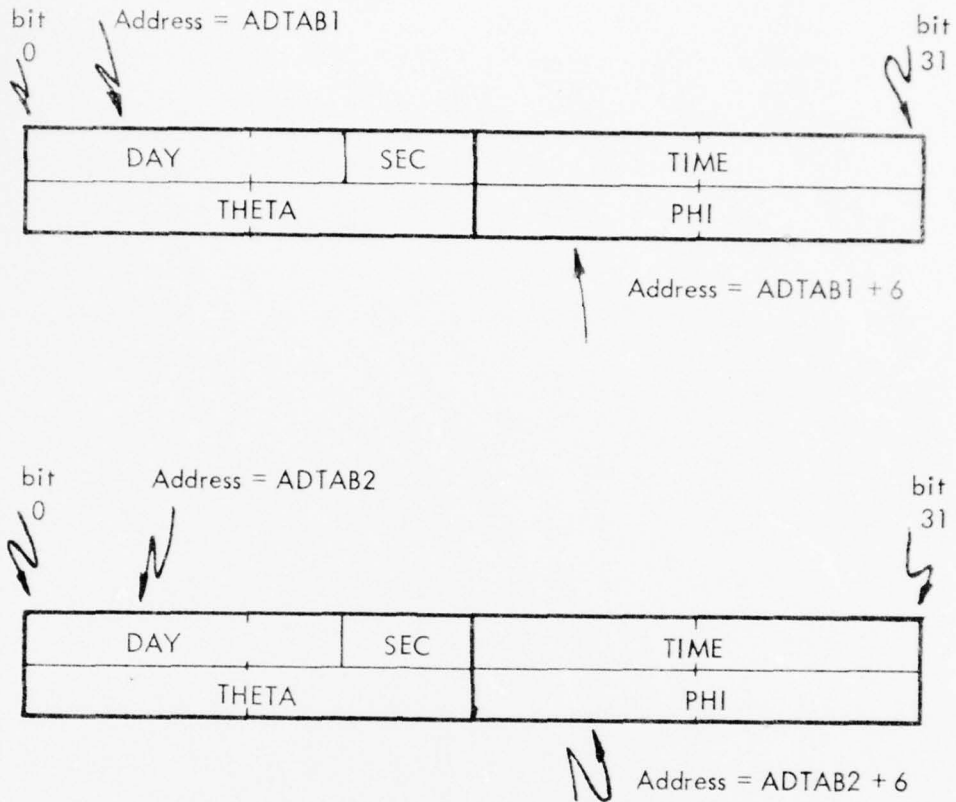 bit Address = ADTAB1 bit
0 31
DAY SEC TIME
THETA PHI
Address = ADTAB1 + 6
bit Address = ADTAB2 bit
0 31
DAY SEC TIME
THETA PHI
Address = ADTAB2 + 6